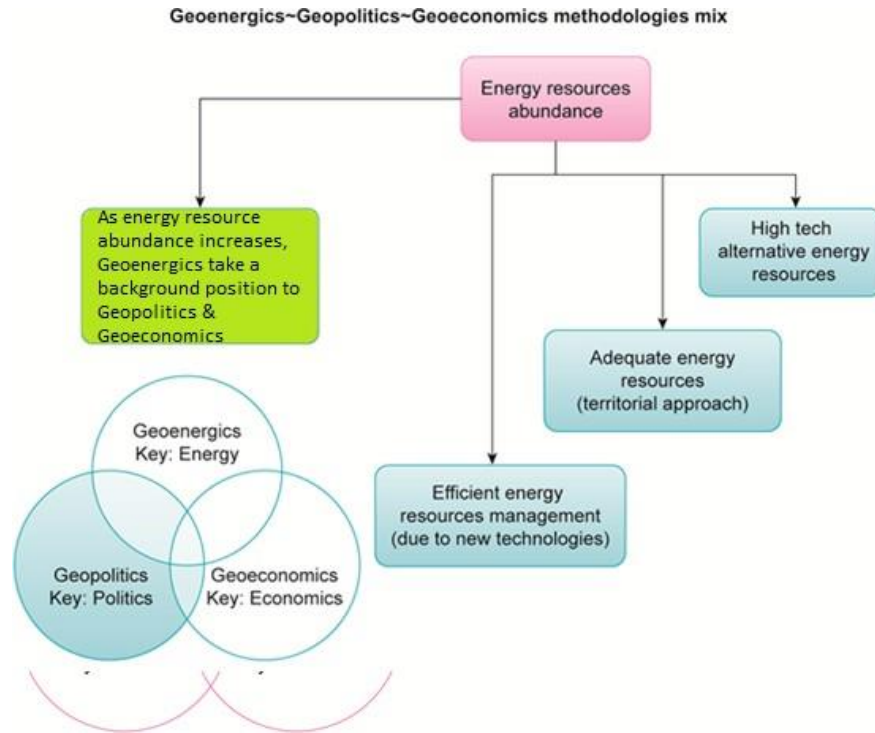 Geoenergics~Geopolitics~Geoeconomics methodologies mix
Energy resources
abundance
As energy resource
abundance increases,
Geoenergics take a
background position to
Geopolitics &
Geoeconomics
High tech
alternative energy
resources
Adequate energy
resources
(territorial approach)
Efficient energy
resources management
(due to new technologies)
Geoenergics
Key: Energy
Geopolitics
Key: Politics
Geoeconomics
Key: Economics